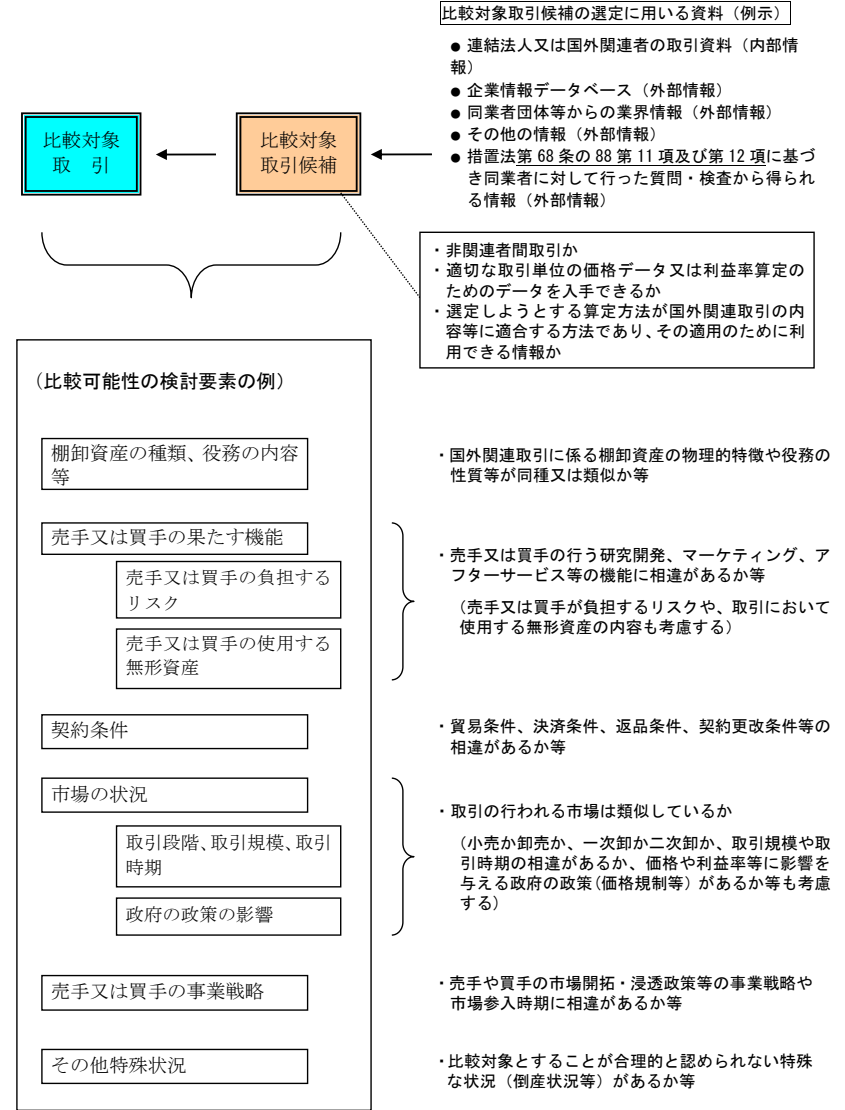 比較対象取引候補の選定に用いる資料（例示）
● 連結法人又は国外関連者の取引資料（内部情
報）
● 企業情報データベース（外部情報）
● 同業者団体等からの業界情報（外部情報）
● その他の情報（外部情報）
● 措置法第 68 条の 88 第 11 項及び第 12 項に基づ
き同業者に対して行った質問・検査から得られ
る情報（外部情報）
比較対象
取　引
比較対象
取引候補
・非関連者間取引か
・適切な取引単位の価格データ又は利益率算定の
ためのデータを入手できるか
・選定しようとする算定方法が国外関連取引の内
容等に適合する方法であり、その適用のために利
用できる情報か
（比較可能性の検討要素の例）
棚卸資産の種類、役務の内容
等
・国外関連取引に係る棚卸資産の物理的特徴や役務の
性質等が同種又は類似か等
売手又は買手の果たす機能
売手又は買手の負担する
リスク
売手又は買手の使用する
無形資産
・売手又は買手の行う研究開発、マーケティング、ア
フターサービス等の機能に相違があるか等
（売手又は買手が負担するリスクや、取引において
使用する無形資産の内容も考慮する）
契約条件
・貿易条件、決済条件、返品条件、契約更改条件等の
相違があるか等
市場の状況
取引段階、取引規模、取引
時期
政府の政策の影響
・取引の行われる市場は類似しているか
（小売か卸売か、一次卸か二次卸か、取引規模や取
引時期の相違があるか、価格や利益率等に影響を
与える政府の政策（価格規制等）があるか等も考慮
する）
売手又は買手の事業戦略
・売手や買手の市場開拓・浸透政策等の事業戦略や
市場参入時期に相違があるか等
その他特殊状況
・比較対象とすることが合理的と認められない特殊
な状況（倒産状況等）があるか等